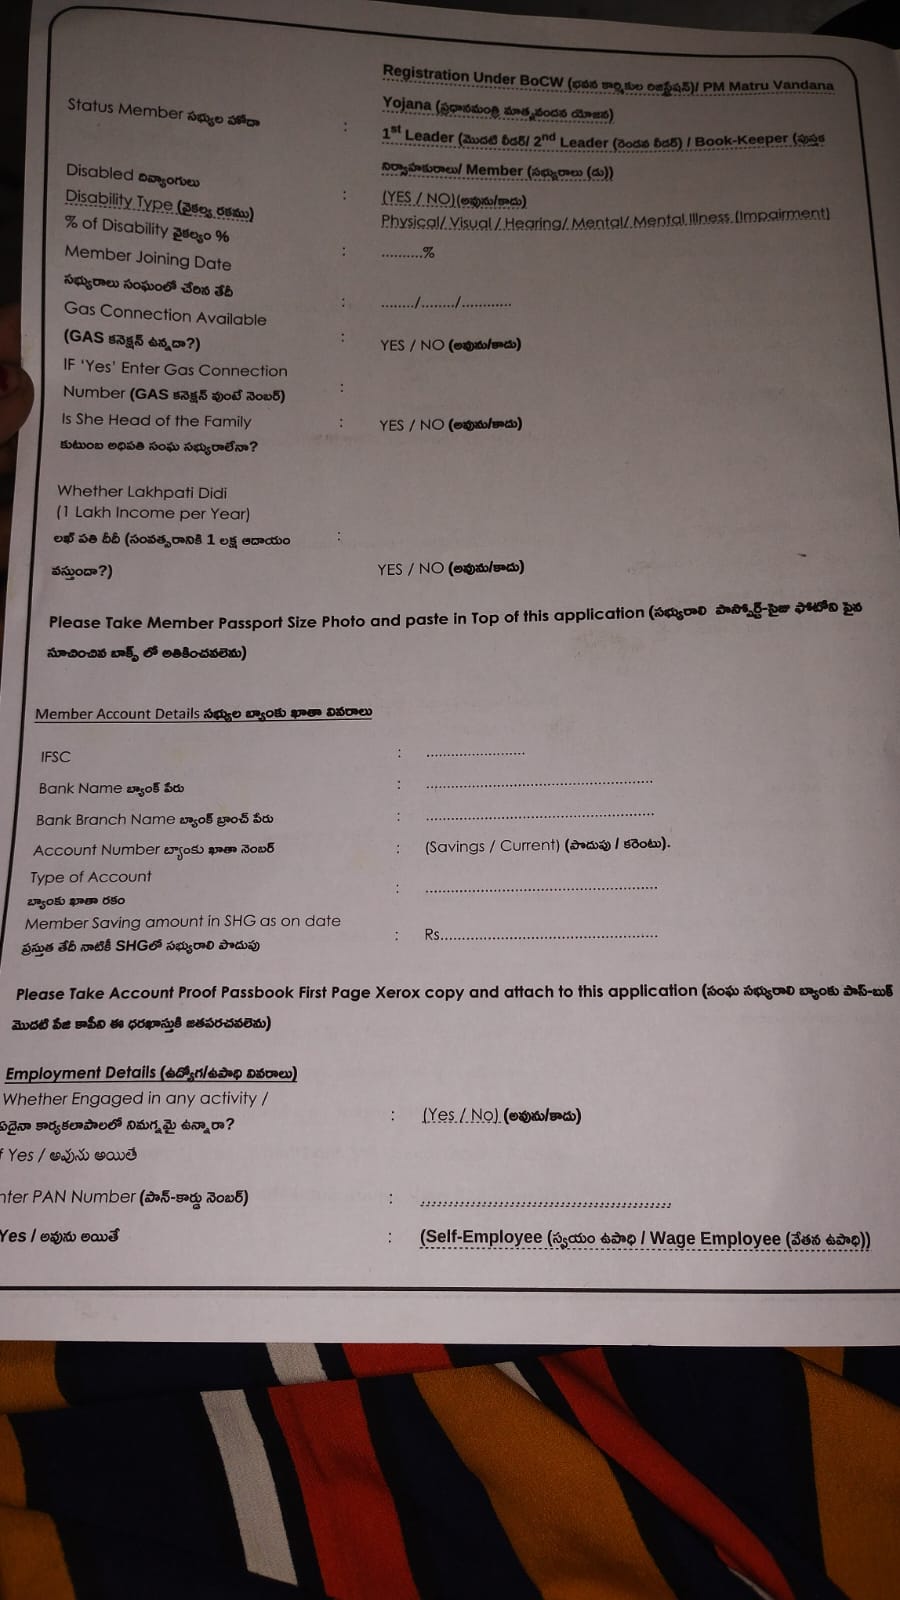 Registration Under BoCW (భవన కార్మికుల రిజిస్ట్రేషన్)/ PM Matru Vandana
Yojana (ప్రధానమంత్రి మాతృవందన యోజన)
Status Member సభ్యుల హోదా :
1st Leader (మొదటి లీడర్/ 2nd Leader (రెండవ లీడర్) / Book-Keeper (పుస్తక
నిర్వాహకురాలు/ Member (సభ్యురాలు (డు))
Disabled దివ్యాంగులు : (YES / NO)(అవును/కాదు)
Disability Type (వైకల్య రకము) Physical/ Visual / Hearing/ Mental/ Mental Illness (Impairment)
% of Disability వైకల్యం % : ..........%
Member Joining Date
సభ్యురాలు సంఘంలో చేరిన తేదీ : ......../......../............
Gas Connection Available
(GAS కనెక్షన్ ఉన్నదా?) : YES / NO (అవును/కాదు)
IF ‘Yes’ Enter Gas Connection
Number (GAS కనెక్షన్ వుంటే నెంబర్) :
Is She Head of the Family : YES / NO (అవును/కాదు)
కుటుంబ అధిపతి సంఘ సభ్యురాలేనా?
Whether Lakhpati Didi
(1 Lakh Income per Year)
లఖ్ పతి దీదీ (సంవత్సరానికి 1 లక్ష ఆదాయం :
వస్తుందా?) YES / NO (అవును/కాదు)
Please Take Member Passport Size Photo and paste in Top of this application (సభ్యురాలి పాస్పోర్ట్-సైజు ఫోటోని పైన
సూచించిన బాక్స్ లో అతికించవలెను)
Member Account Details సభ్యుల బ్యాంకు ఖాతా వివరాలు
IFSC : ........................
Bank Name బ్యాంక్ పేరు : ........................................................
Bank Branch Name బ్యాంక్ బ్రాంచ్ పేరు : ........................................................
Account Number బ్యాంకు ఖాతా నెంబర్ : (Savings / Current) (పొదుపు / కరెంటు).
Type of Account
బ్యాంకు ఖాతా రకం : ........................................................
Member Saving amount in SHG as on date
ప్రస్తుత తేదీ నాటికీ SHGలో సభ్యురాలి పొదుపు : Rs.....................................................
Please Take Account Proof Passbook First Page Xerox copy and attach to this application (సంఘ సభ్యురాలి బ్యాంకు పాస్-బుక్
మొదటి పేజి కాపీని ఈ ధరఖాస్తుకి జతపరచవలెను)
Employment Details (ఉద్యోగ/ఉపాధి వివరాలు)
Whether Engaged in any activity /
ఏదైనా కార్యకలాపాలలో నిమగ్నమై ఉన్నారా? : (Yes / No) (అవును/కాదు)
f Yes / అవును అయితే
nter PAN Number (పాన్-కార్డు నెంబర్) : ........................................................
Yes / అవును అయితే : (Self-Employee (స్వయం ఉపాధి / Wage Employee (వేతన ఉపాధి))